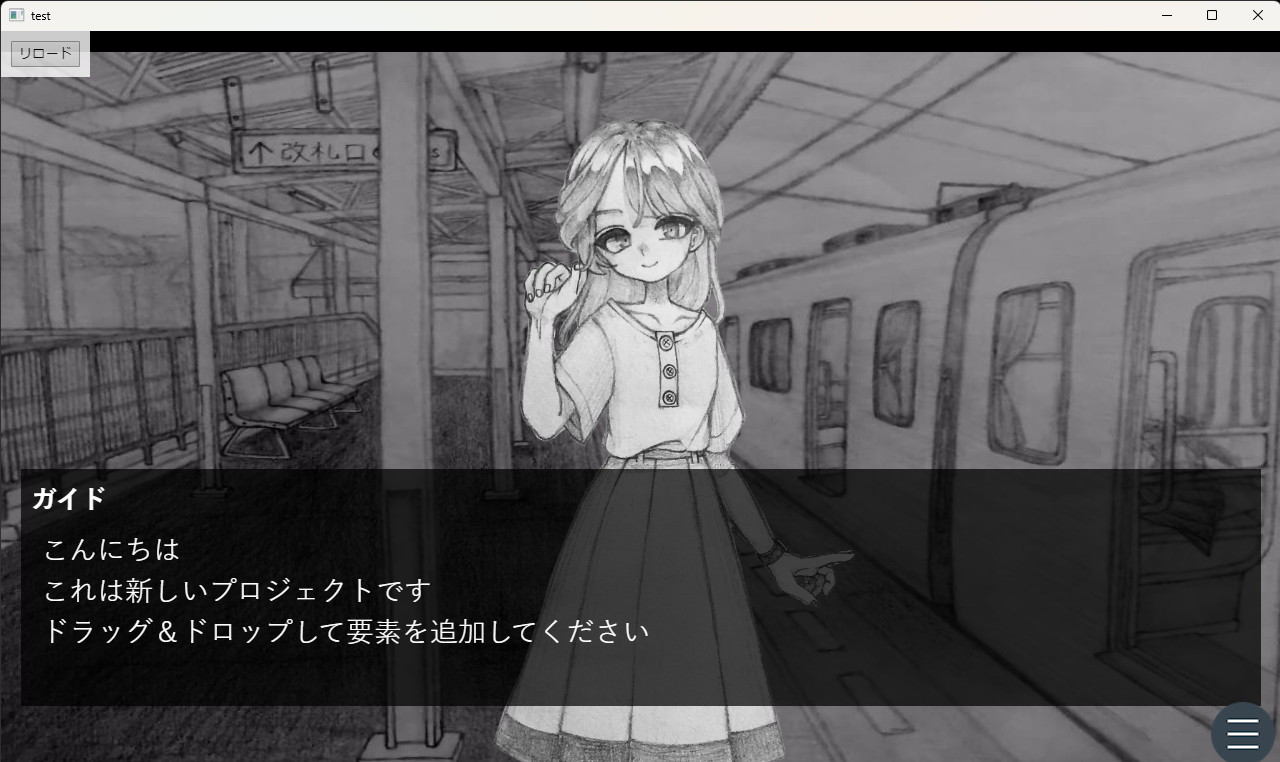 test
リロード
↑改札口
ガイド
こんにちは
これは新しいプロジェクトです
ドラッグ＆ドロップして要素を追加してください